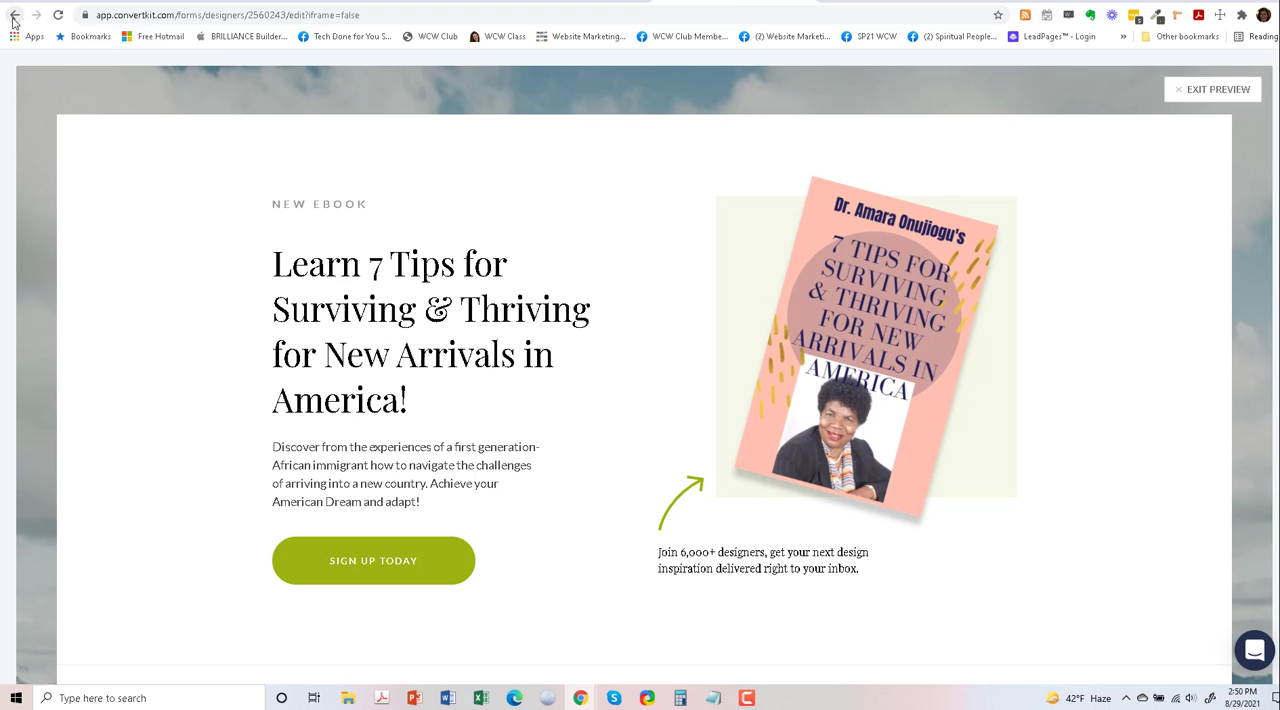 app.convertkit.com/forms/designers/2560243/edit?iframe=false
Apps Bookmarks Free Hotmail BRILLIANCE Builder... Tech Done for You S... WCW Club WCW Class Website Marketing... WCW Club Membe... (2) Website Market... SP21 WCW (2) Spiritual People... LeadPages™ - Login » Other bookmarks Reading
× EXIT PREVIEW
NEW EBOOK
Learn 7 Tips for
Surviving & Thriving
for New Arrivals in
America!
Discover from the experiences of a first generation-
African immigrant how to navigate the challenges
of arriving into a new country. Achieve your
American Dream and adapt!
SIGN UP TODAY
Dr. Amara Onujiogu's
7 TIPS FOR
SURVIVING
& THRIVING
FOR NEW
ARRIVALS IN
AMERICA
Join 6,000+ designers, get your next design
inspiration delivered right to your inbox.
Type here to search
42°F Haze
2:50 PM
8/29/2021